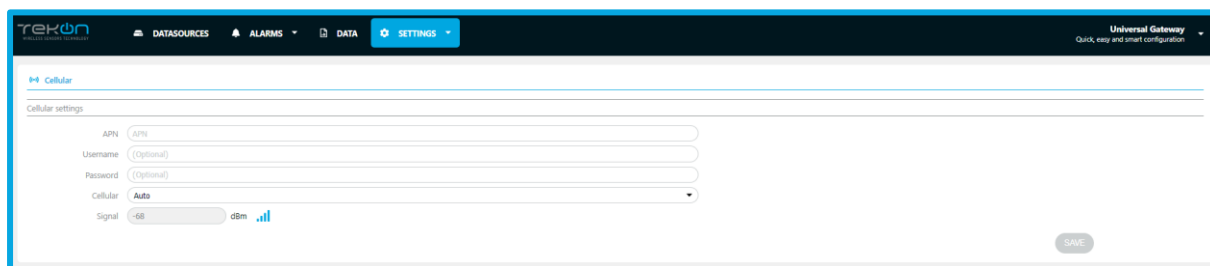 TEKON
WIRELESS SENSORS TECHNOLOGY
DATASOURCES ALARMS DATA SETTINGS
Universal Gateway
Quick, easy and smart configuration
Cellular
Cellular settings
APN APN
Username (Optional)
Password (Optional)
Cellular Auto
Signal -68 dBm
SAVE